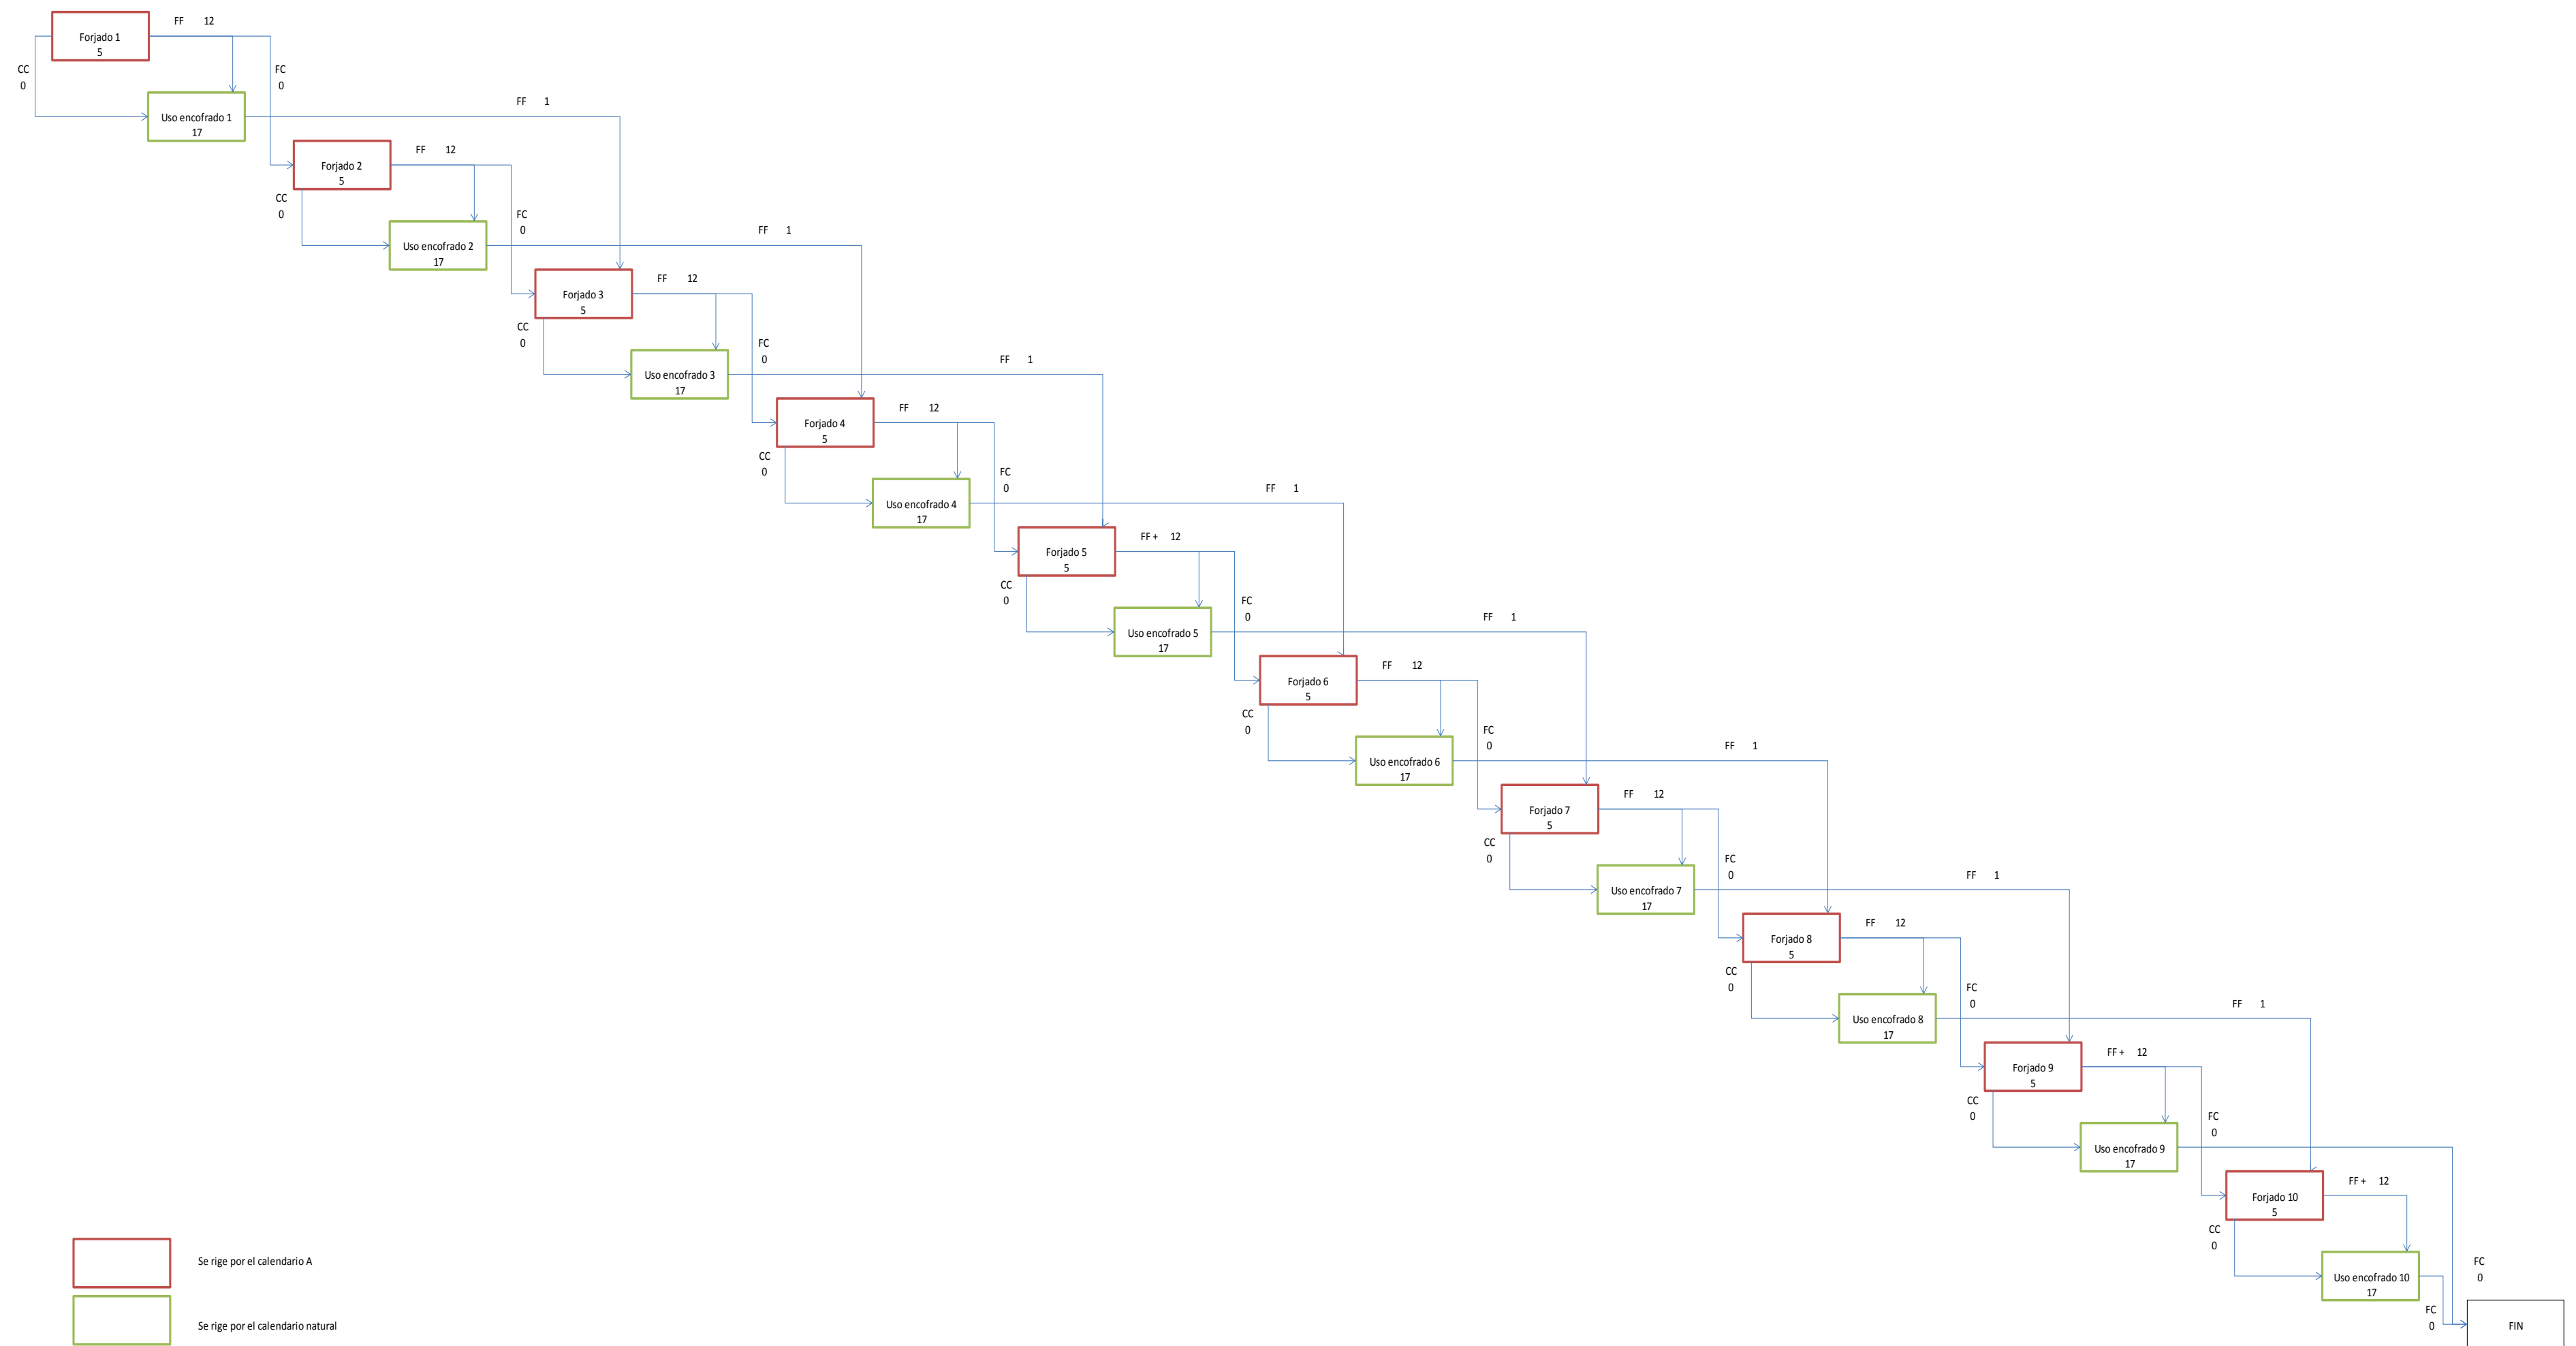 FF 12
Forjado 1
5
CC
0
FC
0
FF 1
Uso encofrado 1
17
FF 12
Forjado 2
5
CC
0
FC
0
FF 1
Uso encofrado 2
17
FF 12
Forjado 3
5
CC
0
FC
0
FF 1
Uso encofrado 3
17
FF 12
Forjado 4
5
CC
0
FC
0
FF 1
Uso encofrado 4
17
FF + 12
Forjado 5
5
CC
0
FC
0
FF 1
Uso encofrado 5
17
FF 12
Forjado 6
5
CC
0
FC
0
FF 1
Uso encofrado 6
17
FF 12
Forjado 7
5
CC
0
FC
0
FF 1
Uso encofrado 7
17
FF 12
Forjado 8
5
CC
0
FC
0
FF 1
Uso encofrado 8
17
FF + 12
Forjado 9
5
CC
0
FC
0
Uso encofrado 9
17
FF + 12
Forjado 10
5
CC
0
FC
0
Uso encofrado 10
17
FC
0
FIN
Se rige por el calendario A
Se rige por el calendario natural